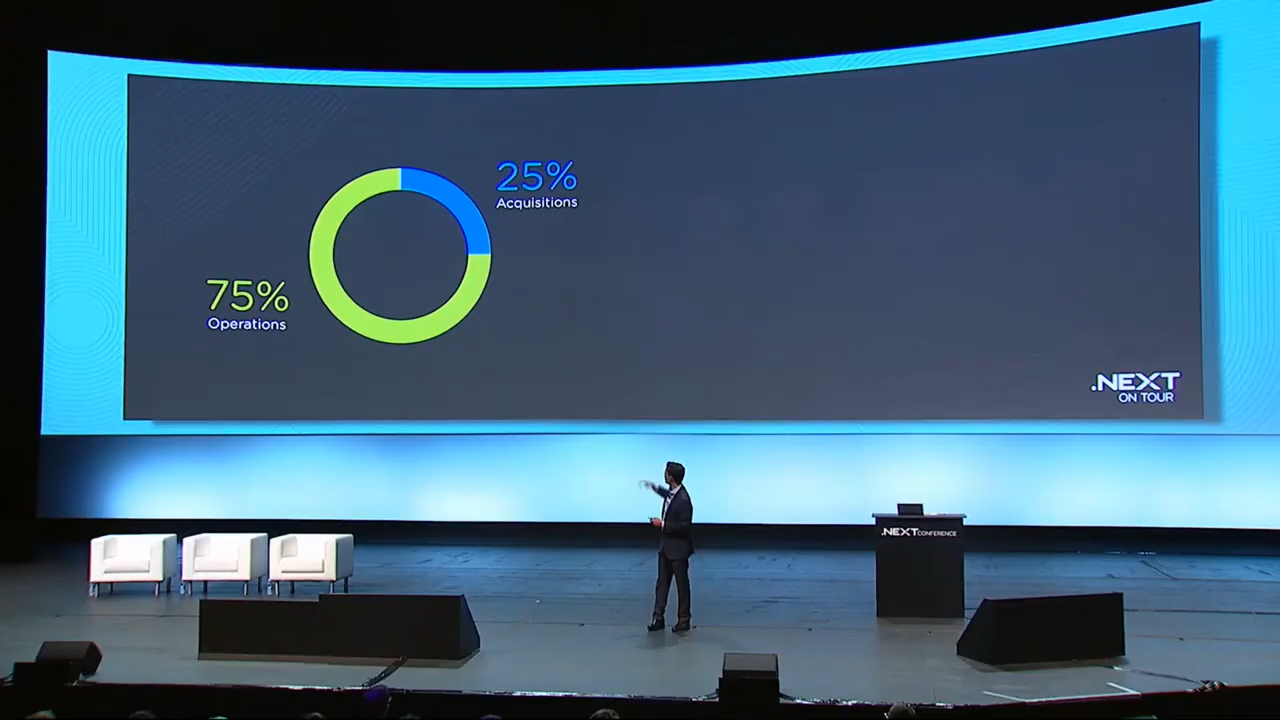 25%
Acquisitions
75%
Operations
.NEXT
ON TOUR
.NEXT CONFERENCE